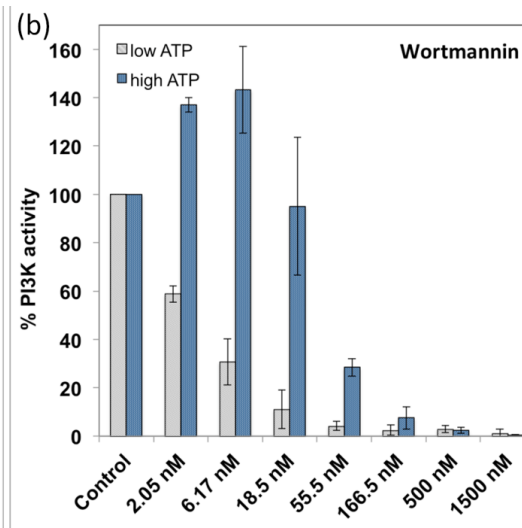 (b)
160
140
120
100
80
60
40
20
0
% PI3K activity
low ATP
high ATP
Wortmannin
Control
2.05 nM
6.17 nM
18.5 nM
55.5 nM
166.5 nM
500 nM
1500 nM